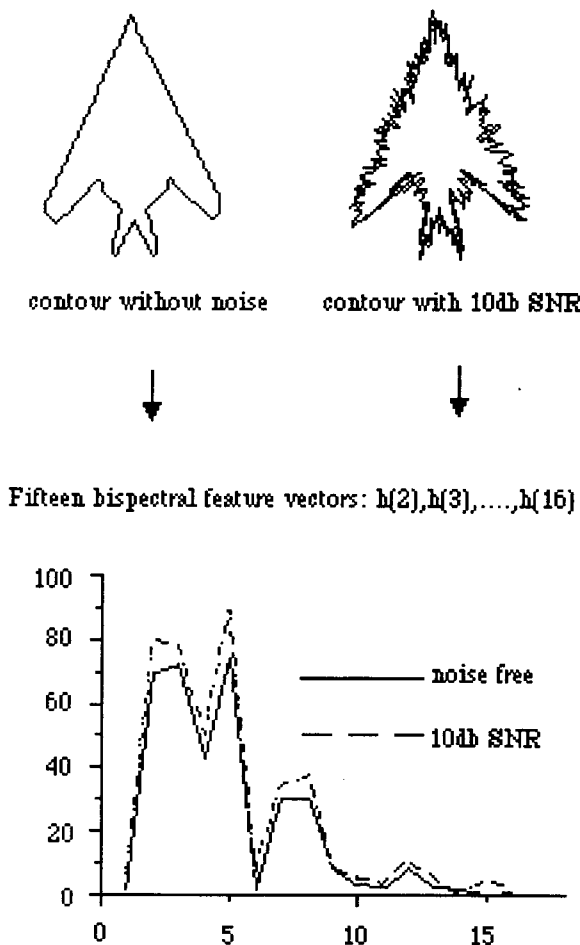 contour without noise
contour with 10db SNR
Fifteen bispectral feature vectors: h(2),h(3),....,h(16)
100
80
60
40
20
0
noise free
10db SNR
0
5
10
15